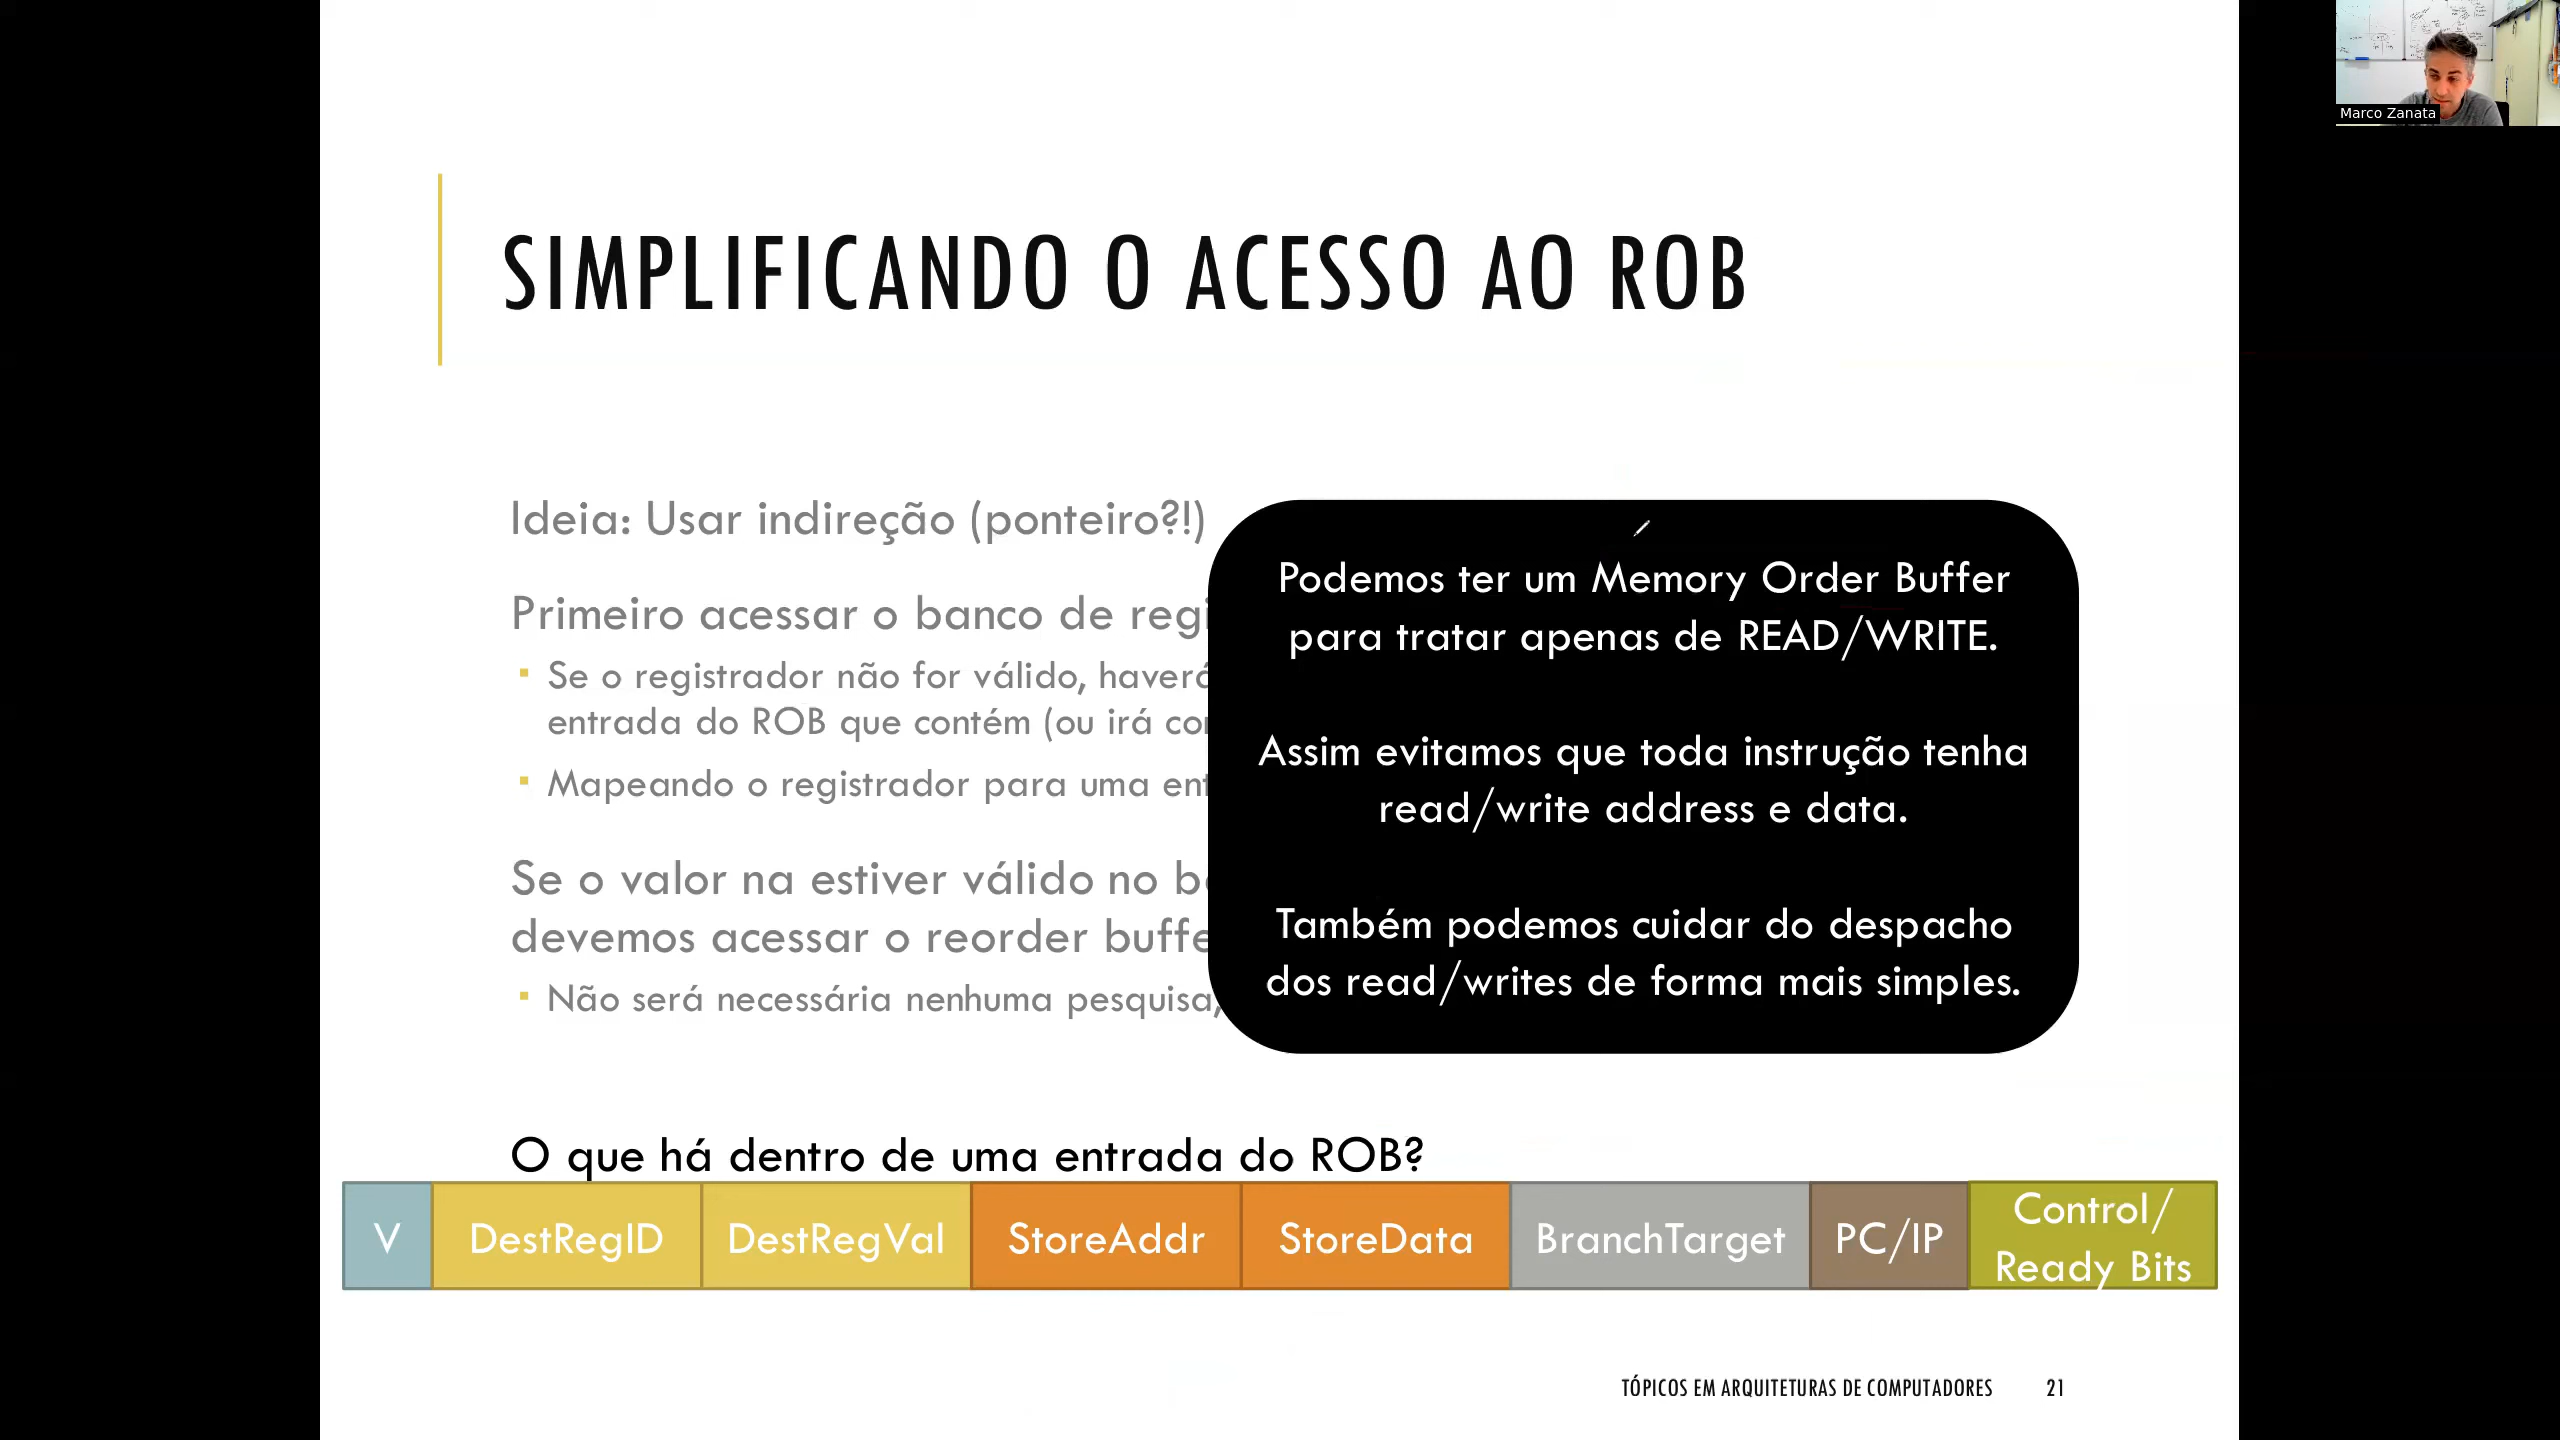 Marco Zanata
SIMPLIFICANDO O ACESSO AO ROB
Ideia: Usar indireção (ponteiro?!)
Primeiro acessar o banco de regi
Se o registrador não for válido, haver
entrada do ROB que contém (ou irá co
Mapeando o registrador para uma ent
Se o valor na estiver válido no b
devemos acessar o reorder buffe
Não será necessária nenhuma pesquisa,
Podemos ter um Memory Order Buffer
para tratar apenas de READ/WRITE.
Assim evitamos que toda instrução tenha
read/write address e data.
Também podemos cuidar do despacho
dos read/writes de forma mais simples.
O que há dentro de uma entrada do ROB?
V DestRegID DestRegVal StoreAddr StoreData BranchTarget PC/IP Control/
Ready Bits
TÓPICOS EM ARQUITETURAS DE COMPUTADORES 21